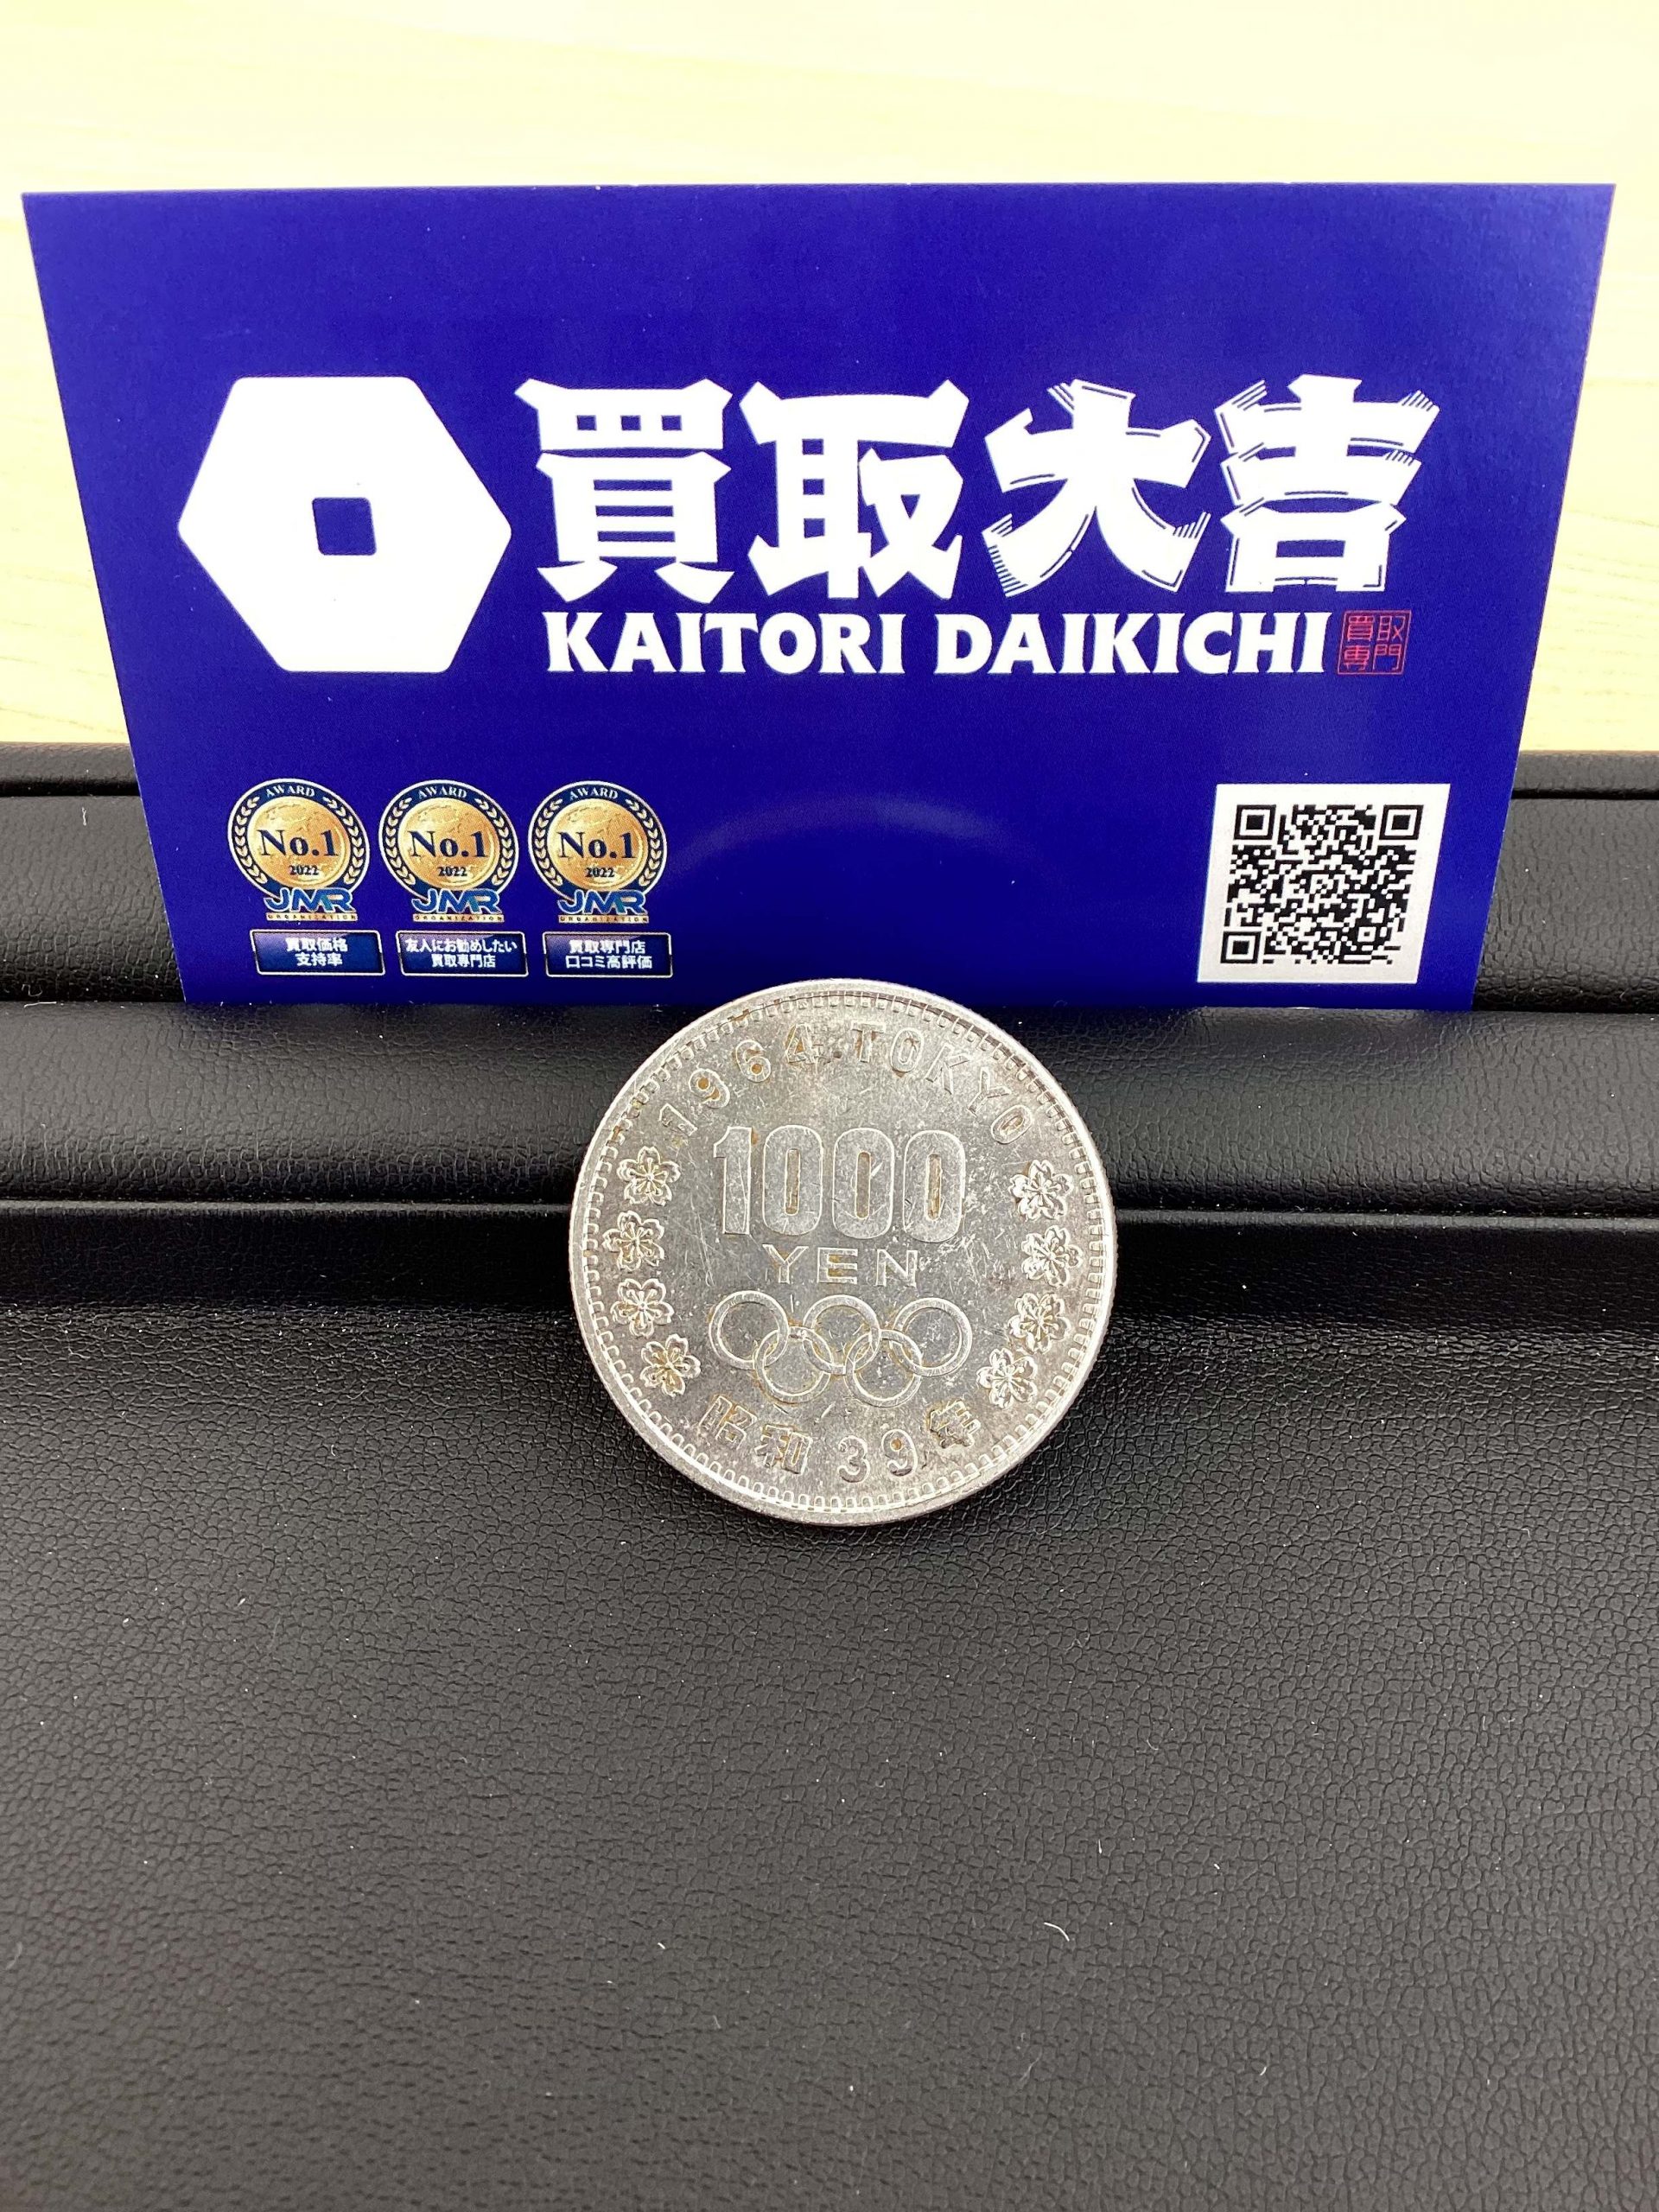 買取大吉
KAITORI DAIKICHI
買取
専門
AWARD
No.1
2022
JMR
ORGANIZATION
買取価格
支持率
AWARD
No.1
2022
JMR
ORGANIZATION
友人にお勧めしたい
買取専門店
AWARD
No.1
2022
JMR
ORGANIZATION
買取専門店
口コミ高評価
1964 TOKYO
1000
YEN
昭和39年